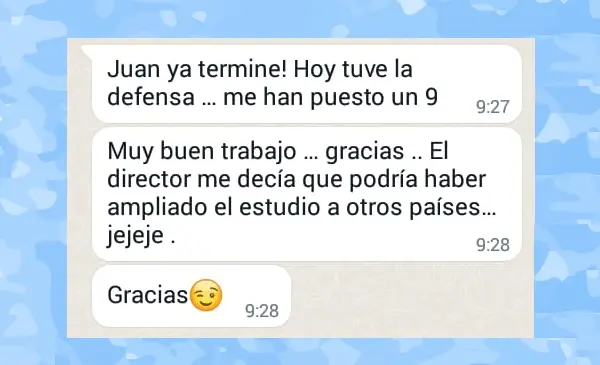 Juan ya termine! Hoy tuve la
defensa ... me han puesto un 9
9:27
Muy buen trabajo ... gracias .. El
director me decía que podría haber
ampliado el estudio a otros países...
jejeje .
9:28
Gracias😉
9:28